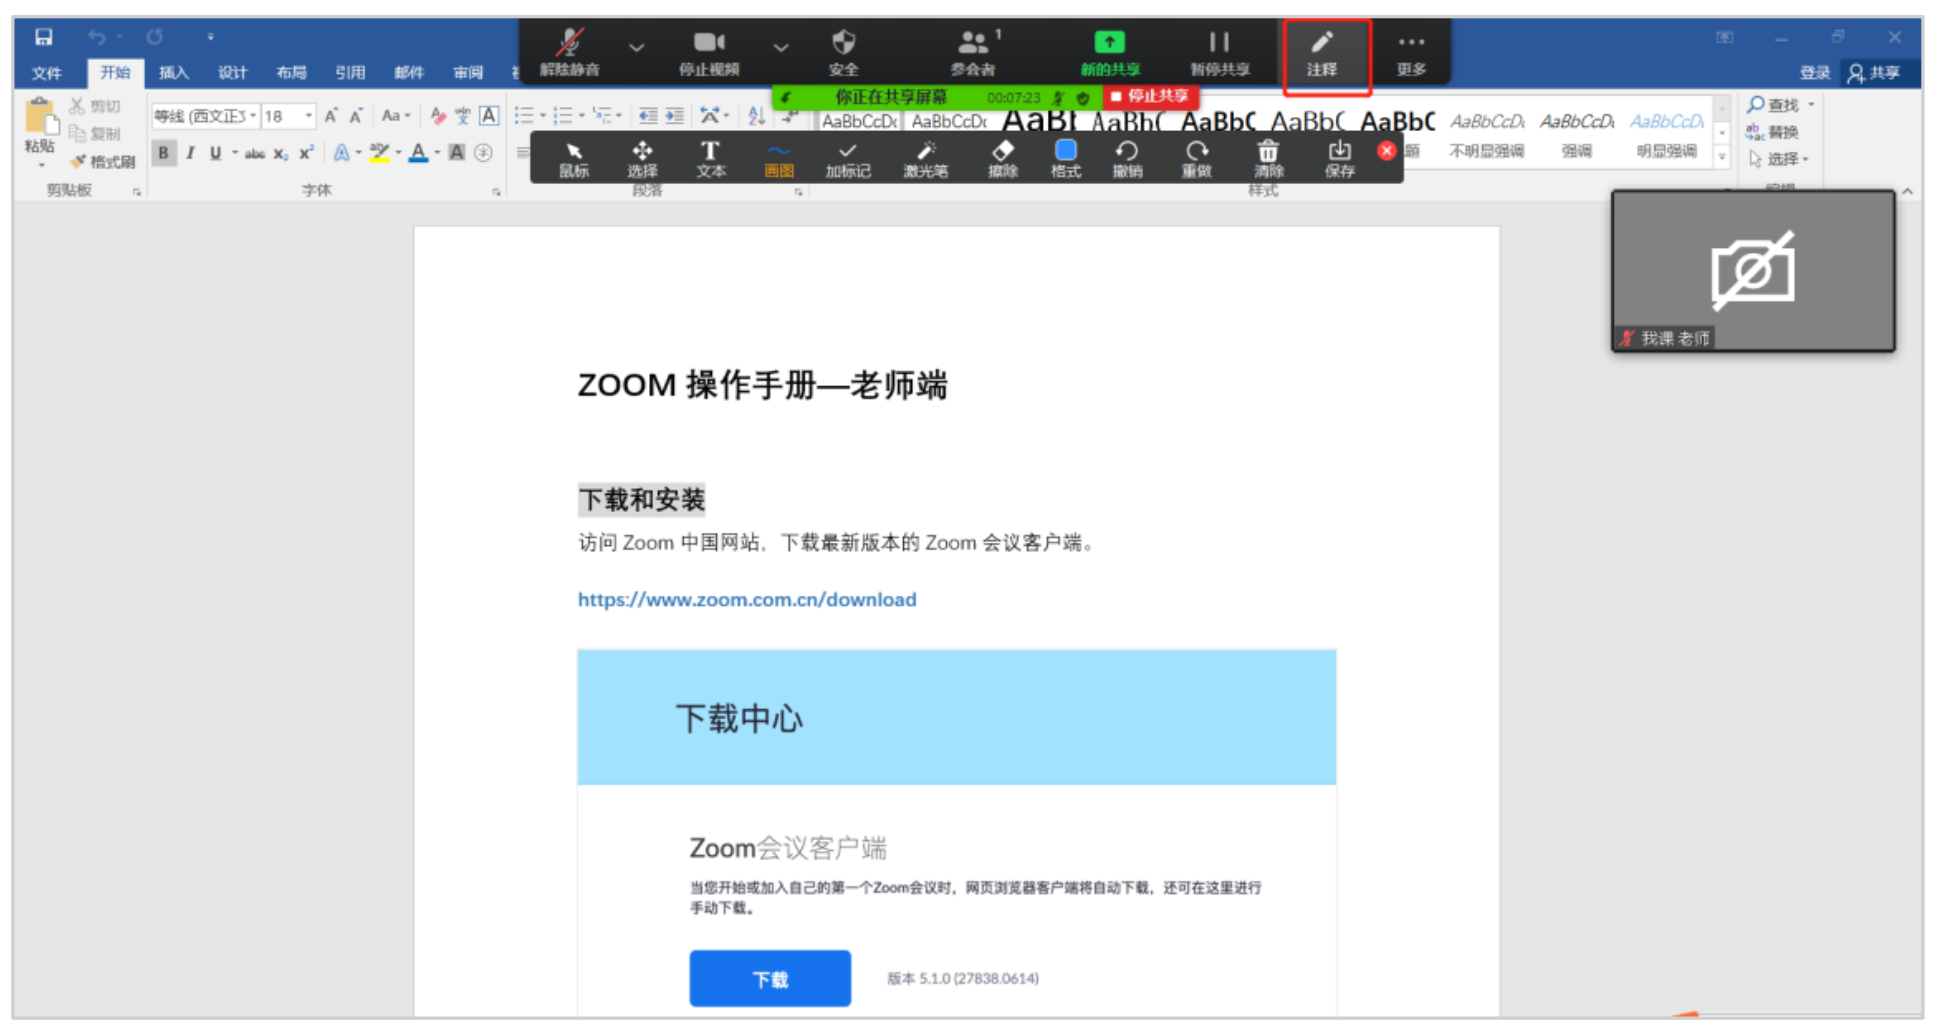 解除静音 停止视频 安全 参会者 1 新的共享 暂停共享 注释 更多
文件 开始 插入 设计 布局 引用 邮件 审阅 登录 共享
你正在共享屏幕 00:07:23 停止共享
粘贴 剪切 复制 格式刷
等线 (西文正文 18 Aa
B I U abc X₂ X² A A A
AaBbCcDc AaBbCcDc AaBbC AaBbC AaBbC AaBbCcDc AaBbCcDc AaBbCcDc
不明显强调 强调 明显强调
查找 替换 选择
鼠标 选择 文本 画图 加标记 激光笔 擦除 格式 撤销 重做 清除 保存
剪贴板 字体 段落 样式
我课 老师
ZOOM 操作手册—老师端
下载和安装
访问 Zoom 中国网站，下载最新版本的 Zoom 会议客户端。
https://www.zoom.com.cn/download
下载中心
Zoom会议客户端
当您开始或加入自己的第一个Zoom会议时，网页浏览器客户端将自动下载，还可在这里进行
手动下载。
下载 版本 5.1.0 (27838.0614)